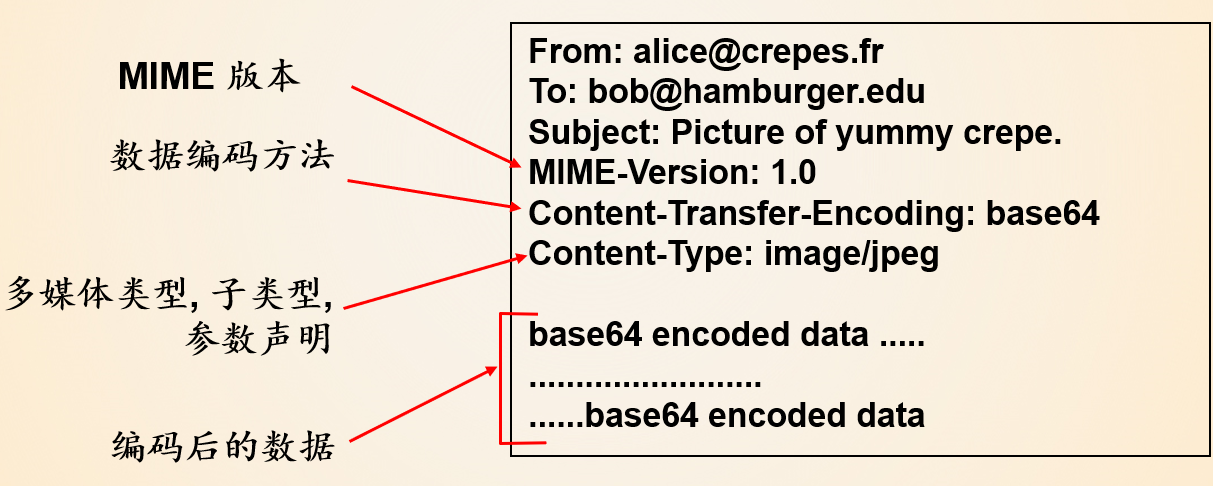 MIME 版本
数据编码方法
多媒体类型, 子类型,
参数声明
编码后的数据
From: alice@crepes.fr
To: bob@hamburger.edu
Subject: Picture of yummy crepe.
MIME-Version: 1.0
Content-Transfer-Encoding: base64
Content-Type: image/jpeg
base64 encoded data .....
.........................
......base64 encoded data